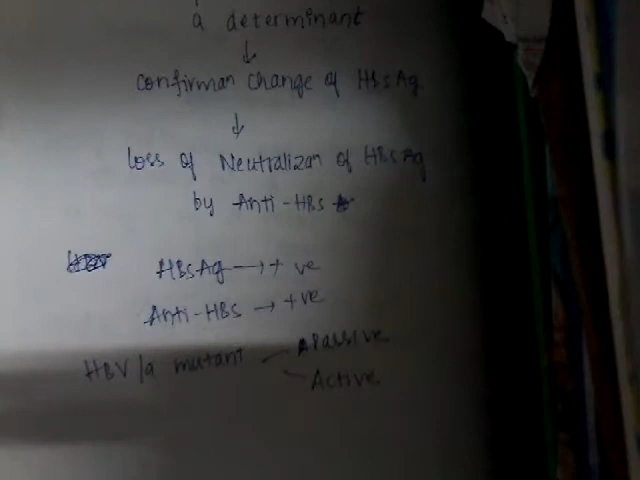 a determinant
↓
confirman change of HBsAg
↓
Loss of Neutralizan of HBsAg
by Anti-HBs
HBsAg → + ve
Anti-HBs → +ve
HBV/a mutant Passive
Active